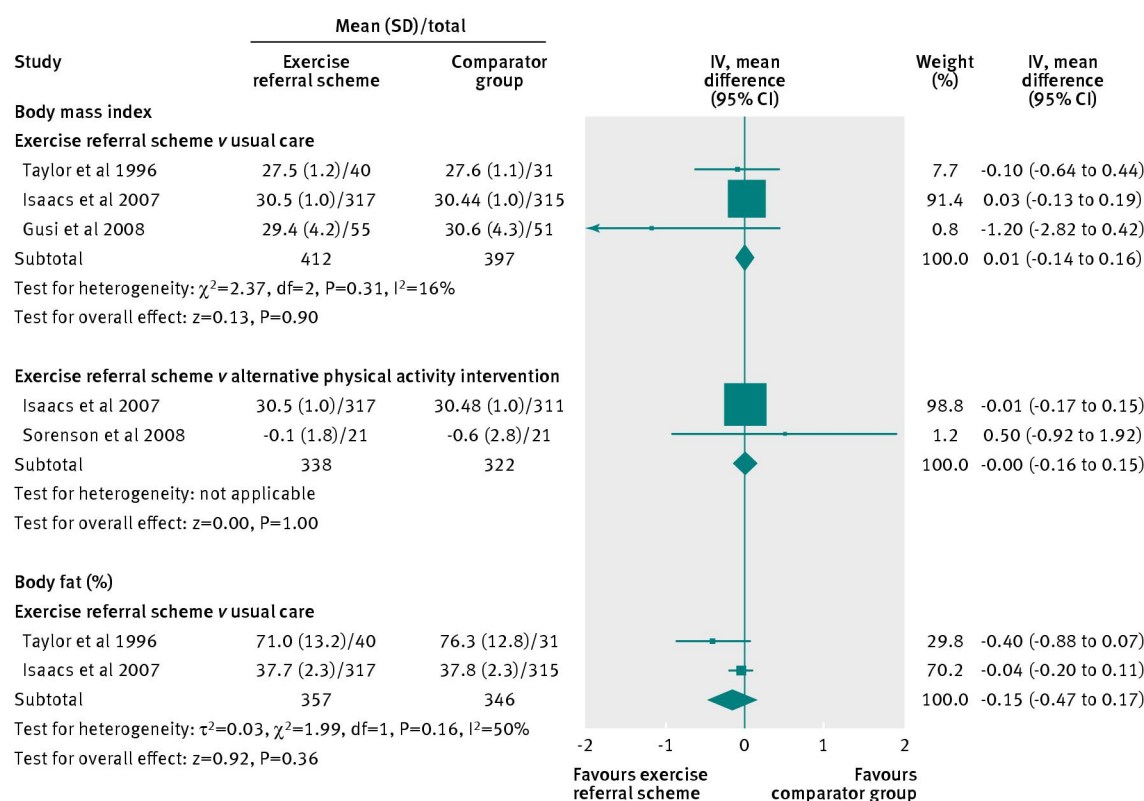 Mean (SD)/total
Study Exercise referral scheme Comparator group IV, mean difference (95% CI) Weight (%) IV, mean difference (95% CI)
Body mass index
Exercise referral scheme v usual care
Taylor et al 1996 27.5 (1.2)/40 27.6 (1.1)/31 7.7 -0.10 (-0.64 to 0.44)
Isaacs et al 2007 30.5 (1.0)/317 30.44 (1.0)/315 91.4 0.03 (-0.13 to 0.19)
Gusi et al 2008 29.4 (4.2)/55 30.6 (4.3)/51 0.8 -1.20 (-2.82 to 0.42)
Subtotal 412 397 100.0 0.01 (-0.14 to 0.16)
Test for heterogeneity: χ²=2.37, df=2, P=0.31, I²=16%
Test for overall effect: z=0.13, P=0.90
Exercise referral scheme v alternative physical activity intervention
Isaacs et al 2007 30.5 (1.0)/317 30.48 (1.0)/311 98.8 -0.01 (-0.17 to 0.15)
Sorenson et al 2008 -0.1 (1.8)/21 -0.6 (2.8)/21 1.2 0.50 (-0.92 to 1.92)
Subtotal 338 322 100.0 -0.00 (-0.16 to 0.15)
Test for heterogeneity: not applicable
Test for overall effect: z=0.00, P=1.00
Body fat (%)
Exercise referral scheme v usual care
Taylor et al 1996 71.0 (13.2)/40 76.3 (12.8)/31 29.8 -0.40 (-0.88 to 0.07)
Isaacs et al 2007 37.7 (2.3)/317 37.8 (2.3)/315 70.2 -0.04 (-0.20 to 0.11)
Subtotal 357 346 100.0 -0.15 (-0.47 to 0.17)
Test for heterogeneity: τ²=0.03, χ²=1.99, df=1, P=0.16, I²=50%
Test for overall effect: z=0.92, P=0.36
-2 -1 0 1 2
Favours exercise referral scheme
Favours comparator group